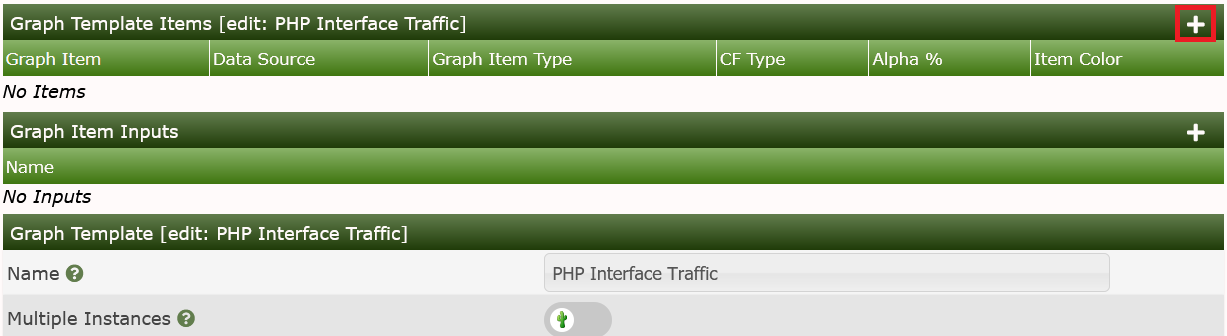 Graph Template Items [edit: PHP Interface Traffic]
Graph Item Data Source Graph Item Type CF Type Alpha % Item Color
No Items
Graph Item Inputs
Name
No Inputs
Graph Template [edit: PHP Interface Traffic]
Name PHP Interface Traffic
Multiple Instances